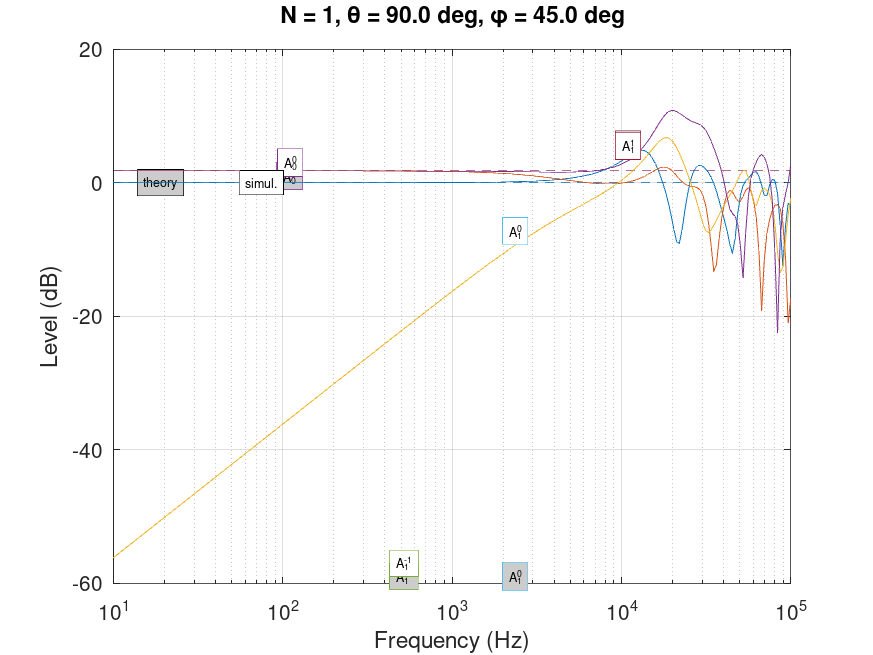 N = 1, θ = 90.0 deg, φ = 45.0 deg
20
0
-20
-40
-60
Level (dB)
theory
simul.
A₀⁰
A₁⁰
A₁¹
A₁⁻¹
A₁⁰
10¹
10²
10³
10⁴
10⁵
Frequency (Hz)